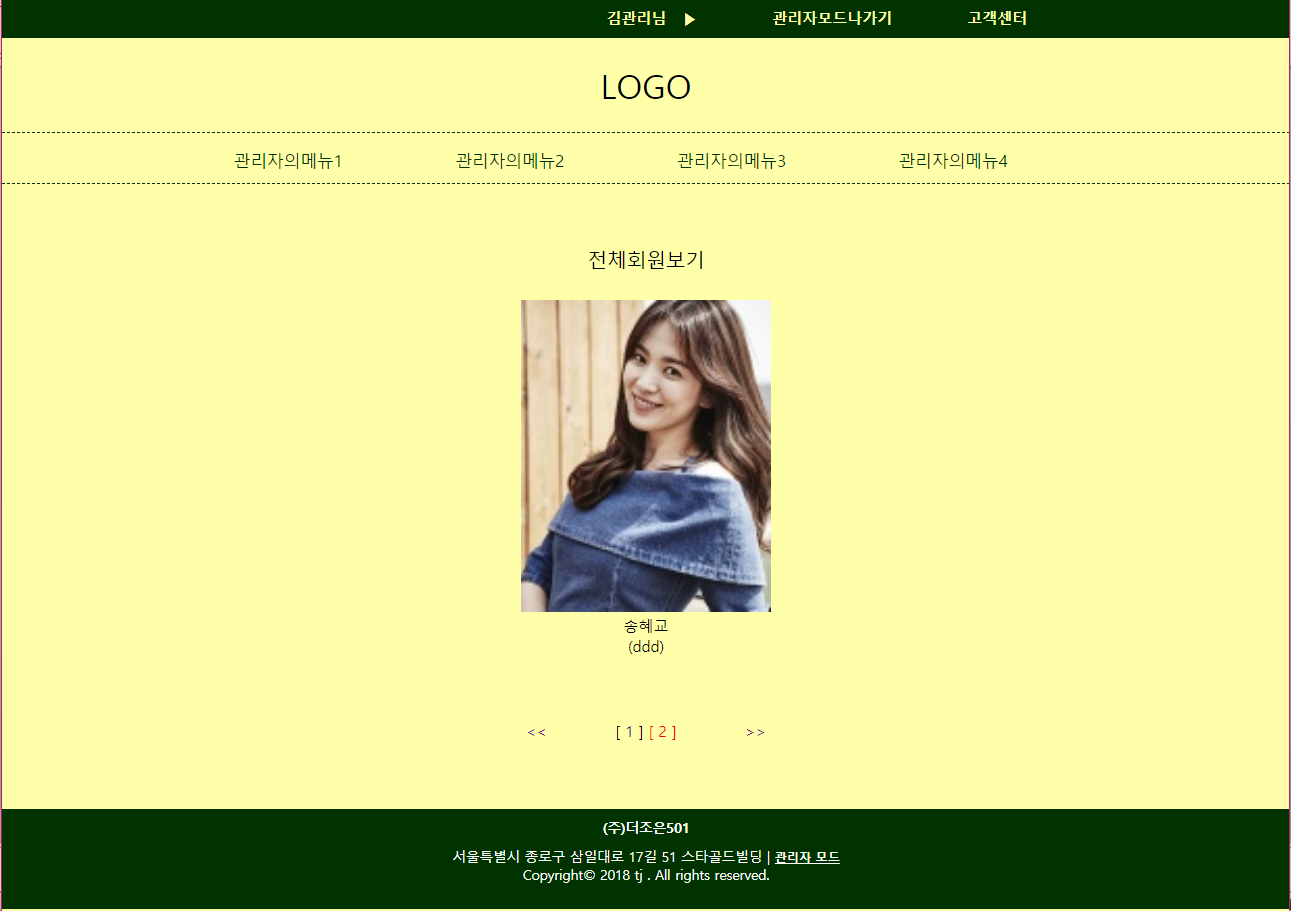 김관리님 ▶ 관리자모드나가기 고객센터
LOGO
관리자의메뉴1 관리자의메뉴2 관리자의메뉴3 관리자의메뉴4
전체회원보기
송혜교
(ddd)
<< [ 1 ] [ 2 ] >>
(주)더조은501
서울특별시 종로구 삼일대로 17길 51 스타골드빌딩 | 관리자 모드
Copyright© 2018 tj . All rights reserved.